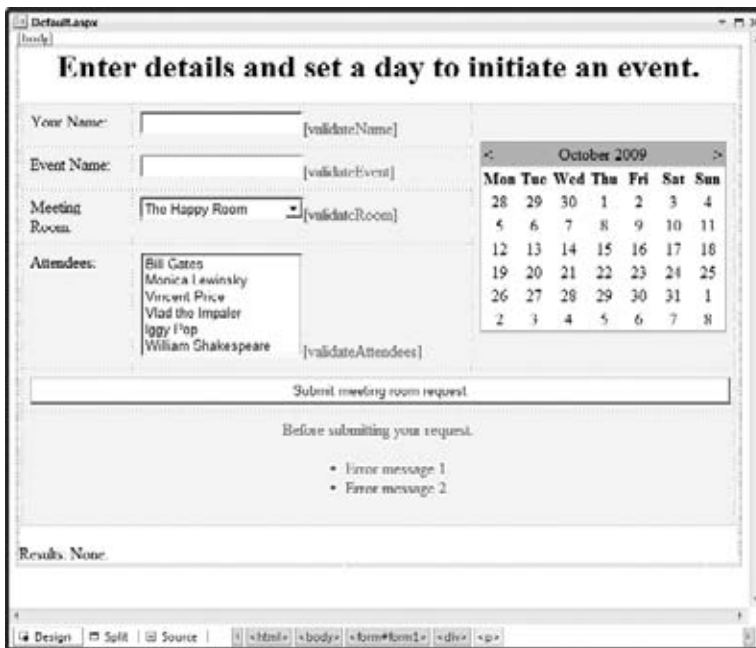 Default.aspx
[body]
Enter details and set a day to initiate an event.
Your Name:
[validateName]
Event Name:
[validateEvent]
Meeting Room:
The Happy Room
[validateRoom]
Attendees:
Bill Gates
Monica Lewinsky
Vincent Price
Vlad the Impaler
Iggy Pop
William Shakespeare
[validateAttendees]
< October 2009 >
Mon Tue Wed Thu Fri Sat Sun
28 29 30 1 2 3 4
5 6 7 8 9 10 11
12 13 14 15 16 17 18
19 20 21 22 23 24 25
26 27 28 29 30 31 1
2 3 4 5 6 7 8
Submit meeting room request
Before submitting your request.
• Error message 1
• Error message 2
Results. None.
Design Split Source <html> <body> <form#form1> <div> <p>